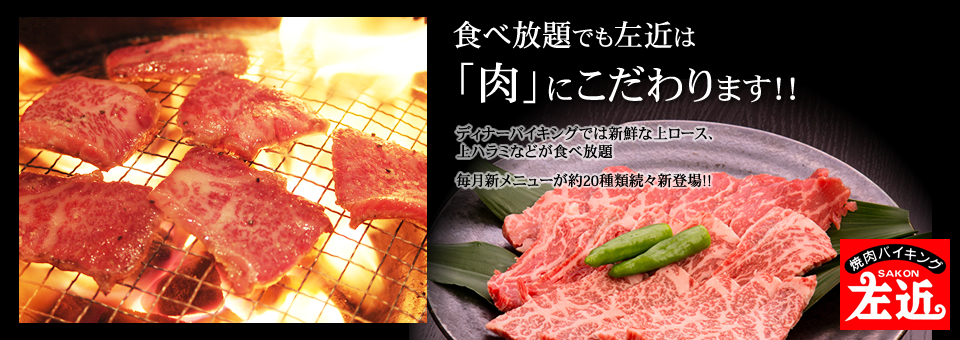 食べ放題でも左近は
「肉」にこだわります!!
ディナーバイキングでは新鮮な上ロース、
上ハラミなどが食べ放題
毎月新メニューが約20種類続々新登場!!
焼肉バイキング
SAKON
左近